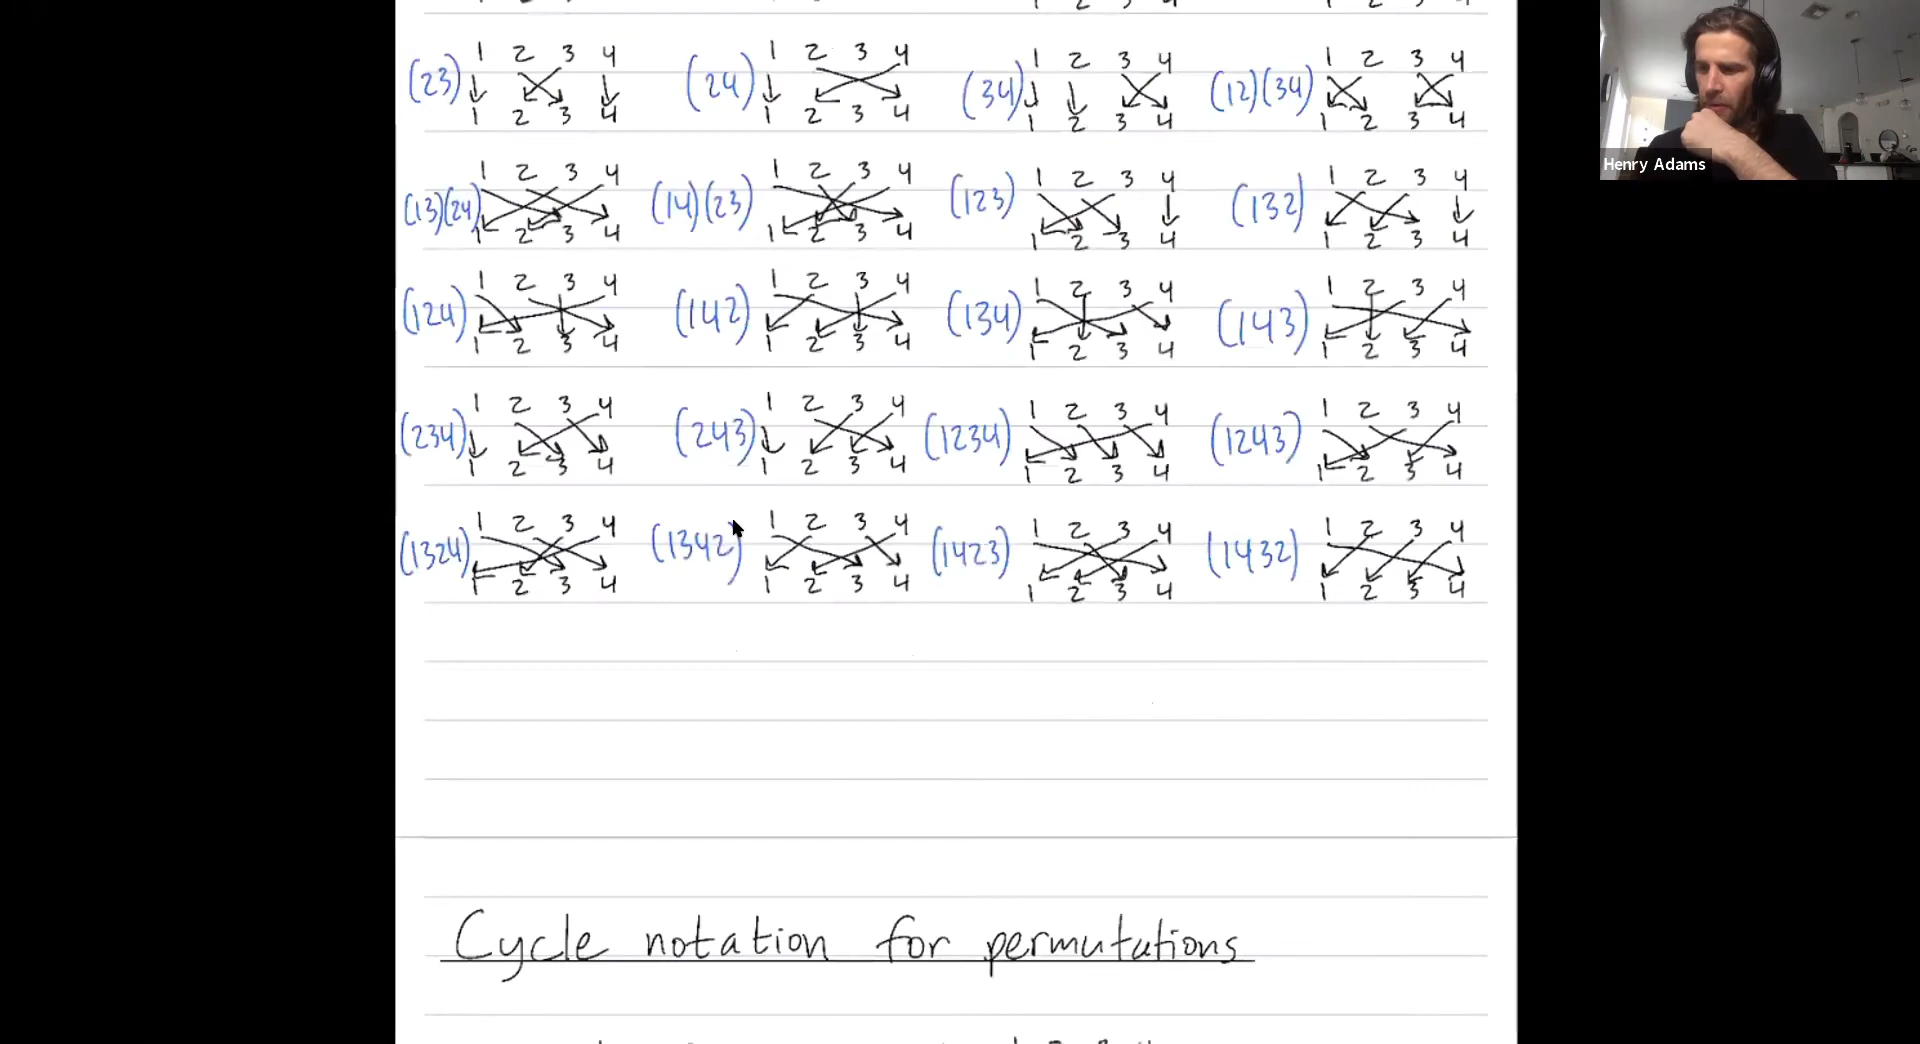 (23) 1 2 3 4 (24) 1 2 3 4 (34) 1 2 3 4 (12)(34) 1 2 3 4
1 2 3 4 1 2 3 4 1 2 3 4 1 2 3 4
(13)(24) 1 2 3 4 (14)(23) 1 2 3 4 (123) 1 2 3 4 (132) 1 2 3 4
1 2 3 4 1 2 3 4 1 2 3 4 1 2 3 4
(124) 1 2 3 4 (142) 1 2 3 4 (134) 1 2 3 4 (143) 1 2 3 4
1 2 3 4 1 2 3 4 1 2 3 4 1 2 3 4
(234) 1 2 3 4 (243) 1 2 3 4 (1234) 1 2 3 4 (1243) 1 2 3 4
1 2 3 4 1 2 3 4 1 2 3 4 1 2 3 4
(1324) 1 2 3 4 (1342) 1 2 3 4 (1423) 1 2 3 4 (1432) 1 2 3 4
1 2 3 4 1 2 3 4 1 2 3 4 1 2 3 4
Cycle notation for permutations
Henry Adams